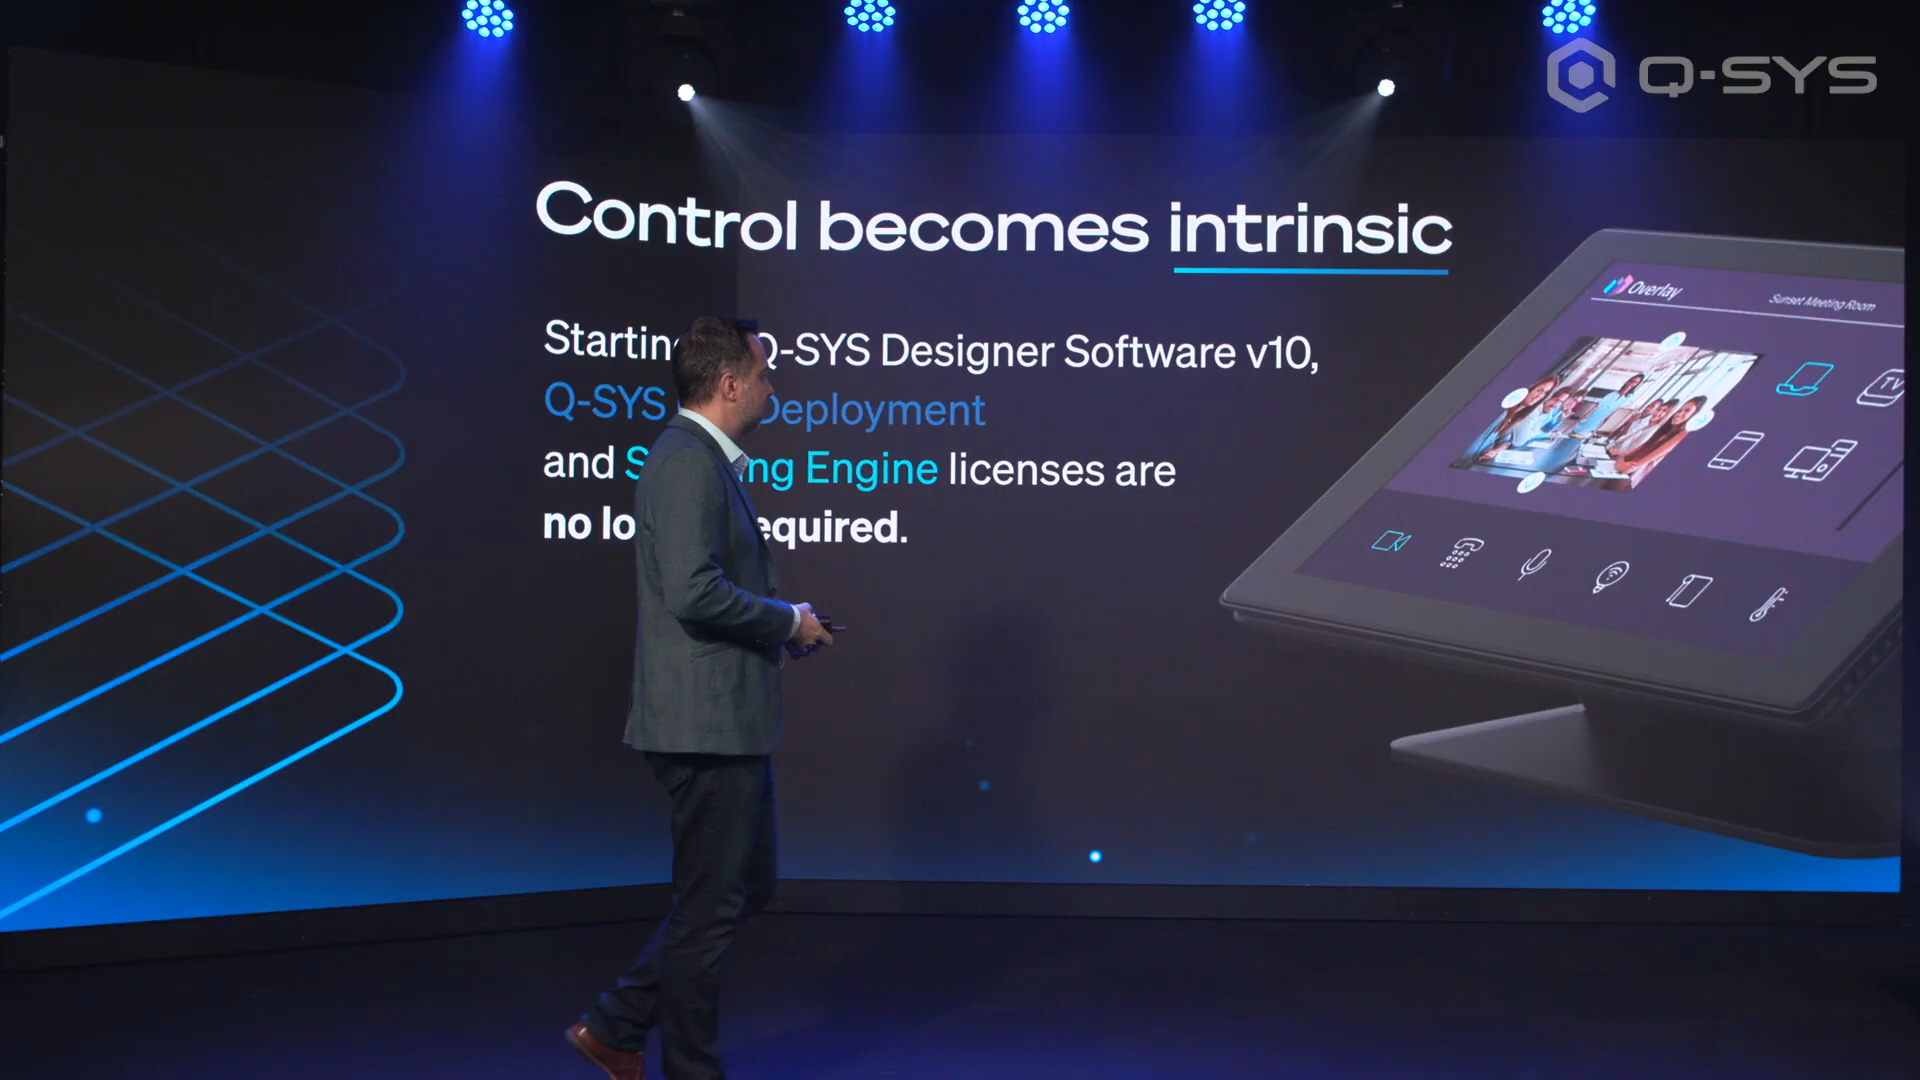 Q-SYS
Control becomes intrinsic
Startin Q-SYS Designer Software v10,
Q-SYS Deployment
and S ng Engine licenses are
no lo equired.
Overlay
Sunset Meeting Room
TV